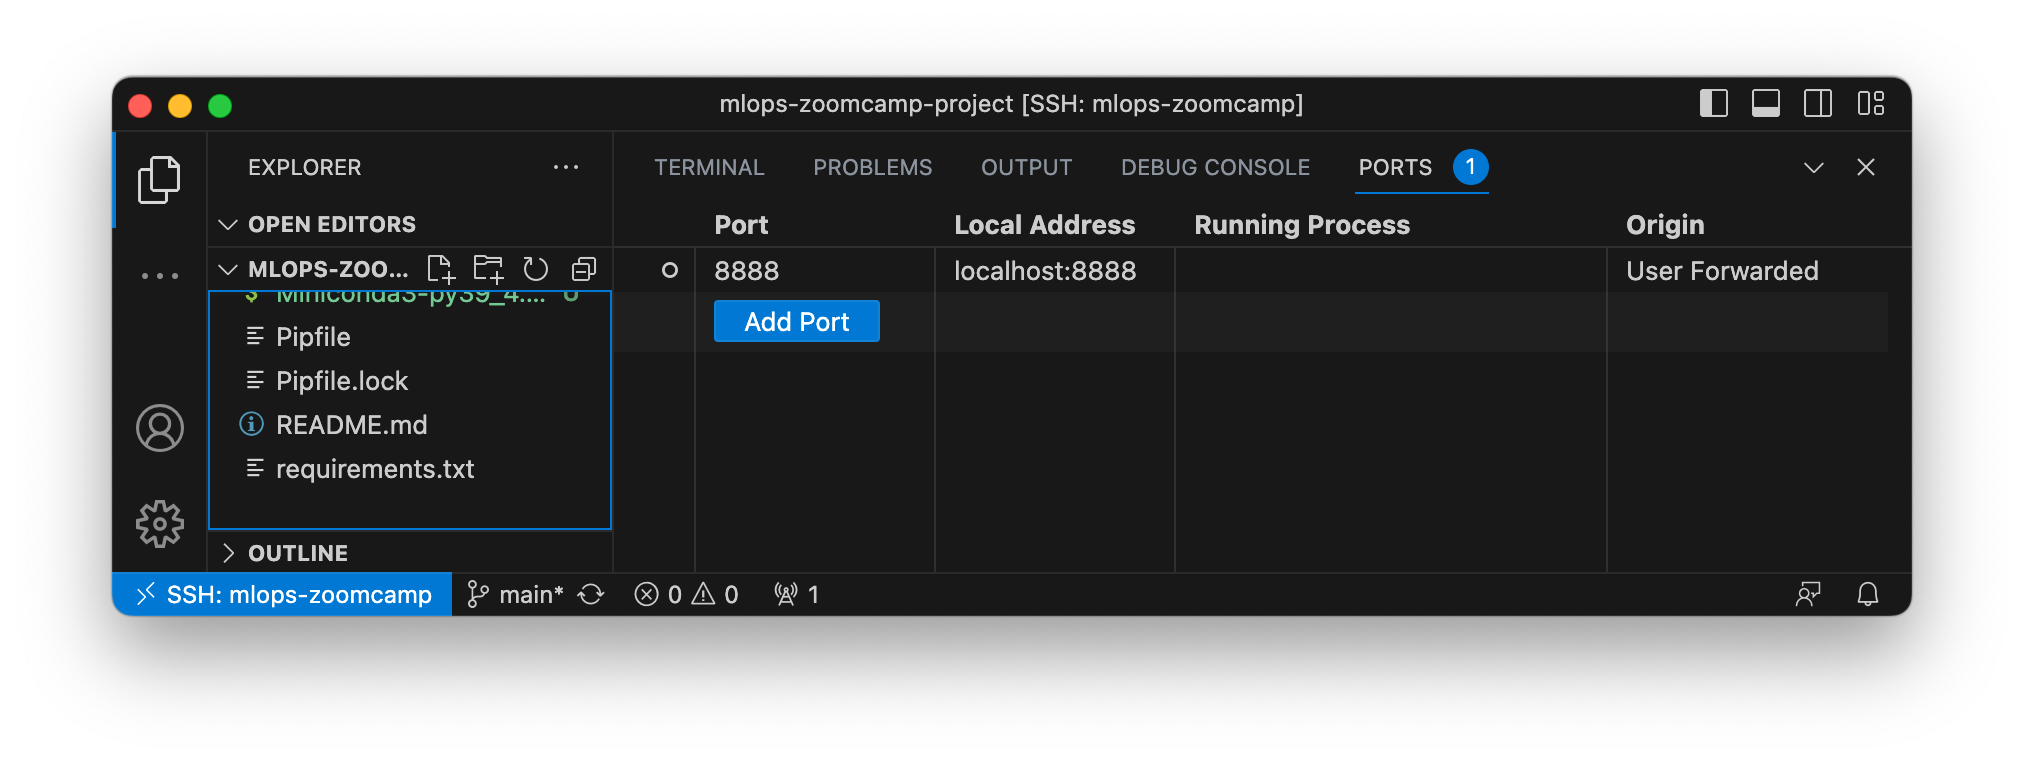 mlops-zoomcamp-project [SSH: mlops-zoomcamp]
EXPLORER
TERMINAL PROBLEMS OUTPUT DEBUG CONSOLE PORTS 1
OPEN EDITORS
Port Local Address Running Process Origin
MLOPS-ZOO...
8888 localhost:8888 User Forwarded
Miniconda3-py39_4.... U
Add Port
Pipfile
Pipfile.lock
README.md
requirements.txt
OUTLINE
SSH: mlops-zoomcamp main* 0 0 1